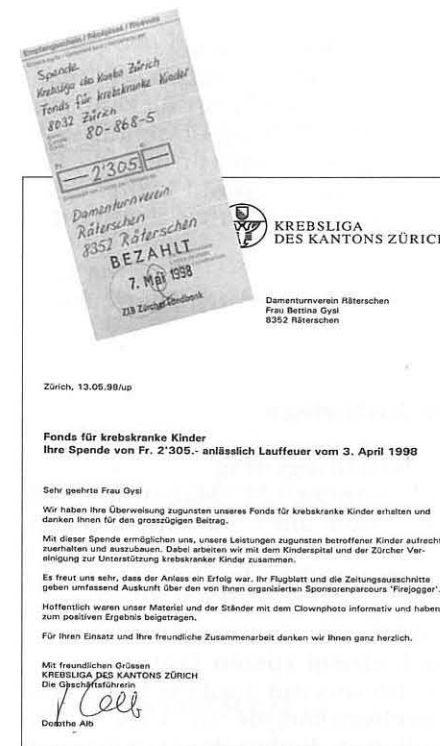 Empfangsschein / Récépissé / Ricevuta
Spende
Krebsliga des Kantons Zürich
Fonds für krebskranke Kinder
8032 Zürich
80-868-5
— 2'305 —
Damenturnverein
Räterschen
8352 Räterschen
BEZAHLT
7. Mai 1998
ZLB Zürcher Landbank
KREBSLIGA
DES KANTONS ZÜRICH
Damenturnverein Räterschen
Frau Bettina Gysi
8352 Räterschen
Zürich, 13.05.98/up
Fonds für krebskranke Kinder
Ihre Spende von Fr. 2'305.- anlässlich Lauffeuer vom 3. April 1998
Sehr geehrte Frau Gysi
Wir haben Ihre Überweisung zugunsten unseres Fonds für krebskranke Kinder erhalten und
danken Ihnen für den grosszügigen Beitrag.
Mit dieser Spende ermöglichen uns, unsere Leistungen zugunsten betroffener Kinder aufrecht
zuerhalten und auszubauen. Dabei arbeiten wir mit dem Kinderspital und der Zürcher Ver-
einigung zur Unterstützung krebskranker Kinder zusammen.
Es freut uns sehr, dass der Anlass ein Erfolg war. Ihr Flugblatt und die Zeitungsausschnitte
geben umfassend Auskunft über den von Ihnen organisierten Sponsorenparcours 'Firejogger'.
Hoffentlich waren unser Material und der Ständer mit dem Clownphoto informativ und haben
zum positiven Ergebnis beigetragen.
Für Ihren Einsatz und Ihre freundliche Zusammenarbeit danken wir Ihnen ganz herzlich.
Mit freundlichen Grüssen
KREBSLIGA DES KANTONS ZÜRICH
Die Geschäftsführerin
Dorothe Alb